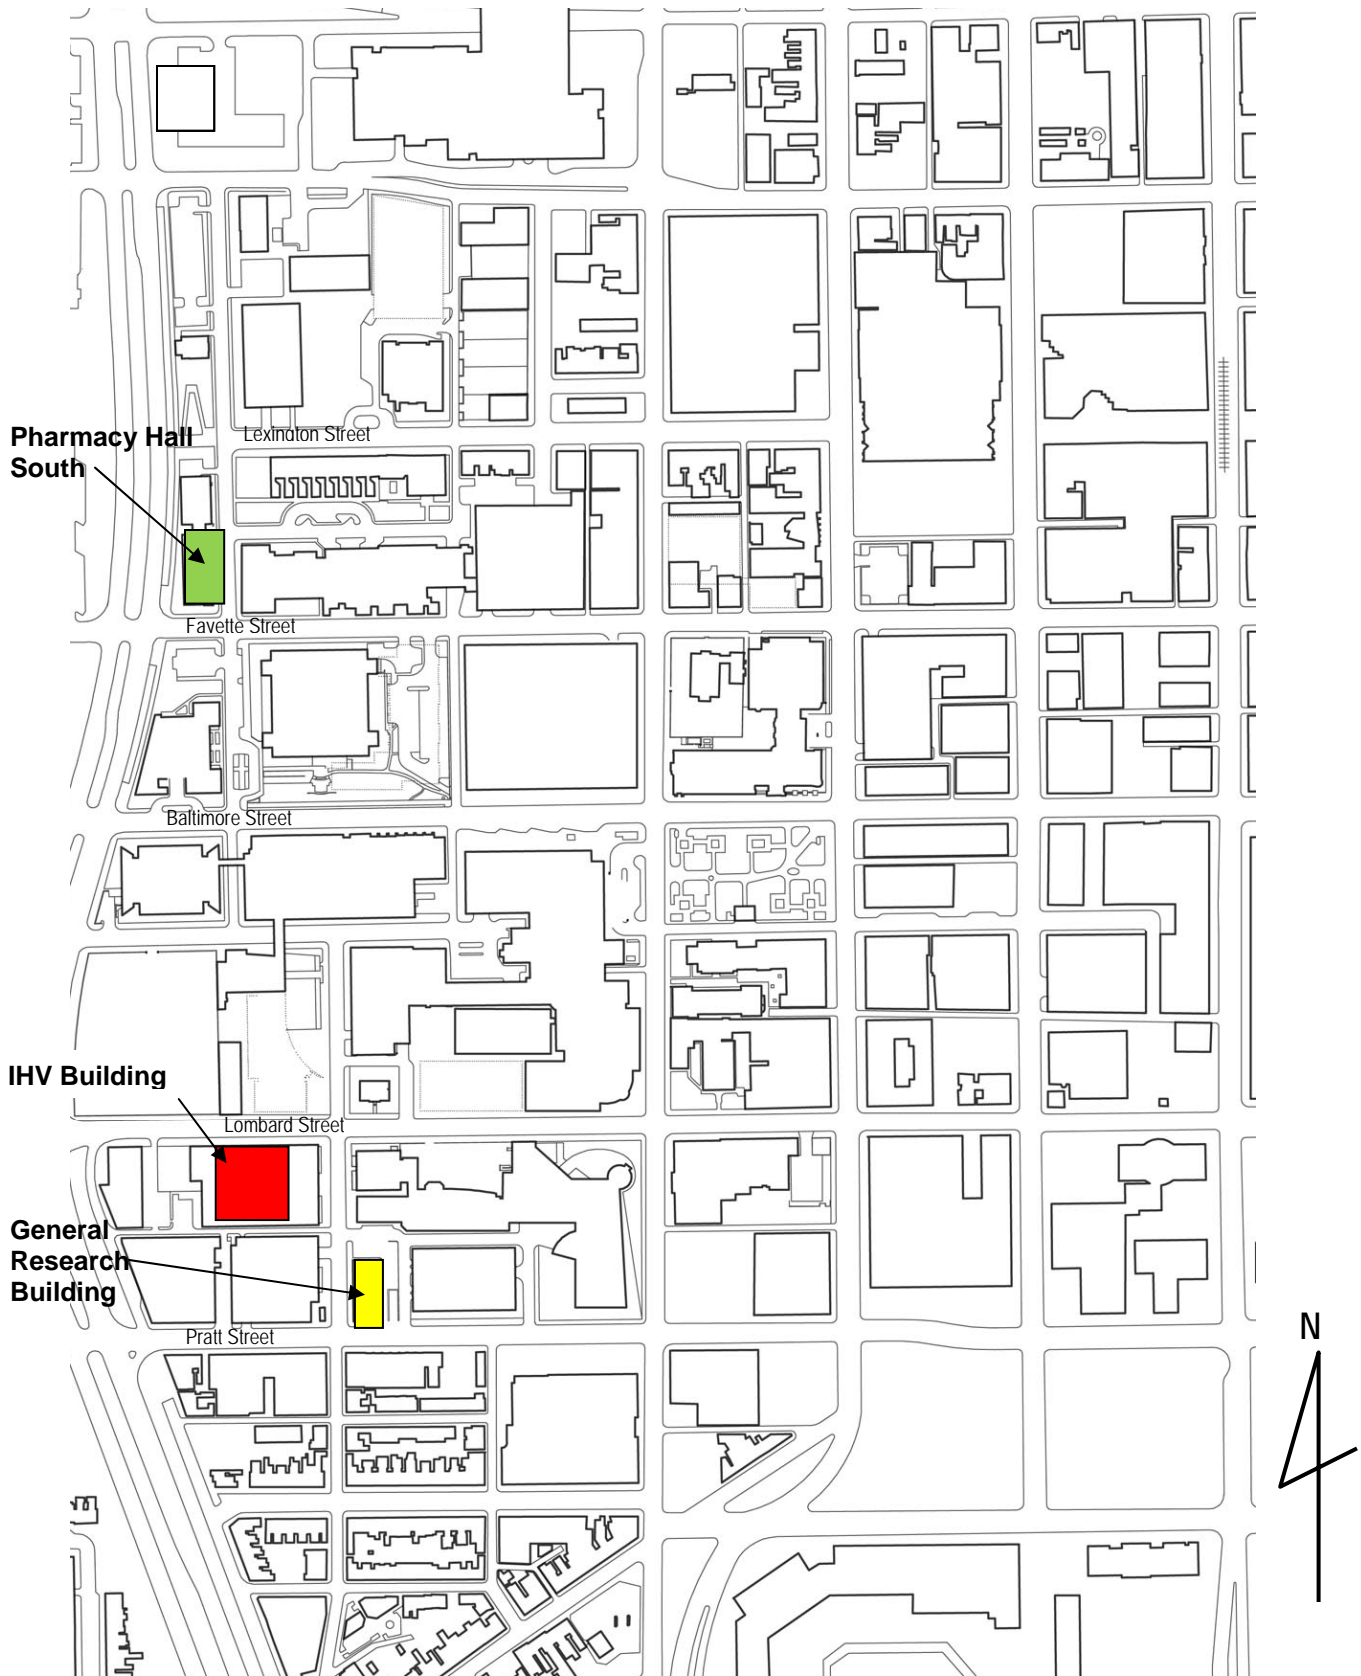 Lexington Street
Pharmacy Hall
South
Fayette Street
Baltimore Street
IHV Building
Lombard Street
General
Research
Building
Pratt Street
N